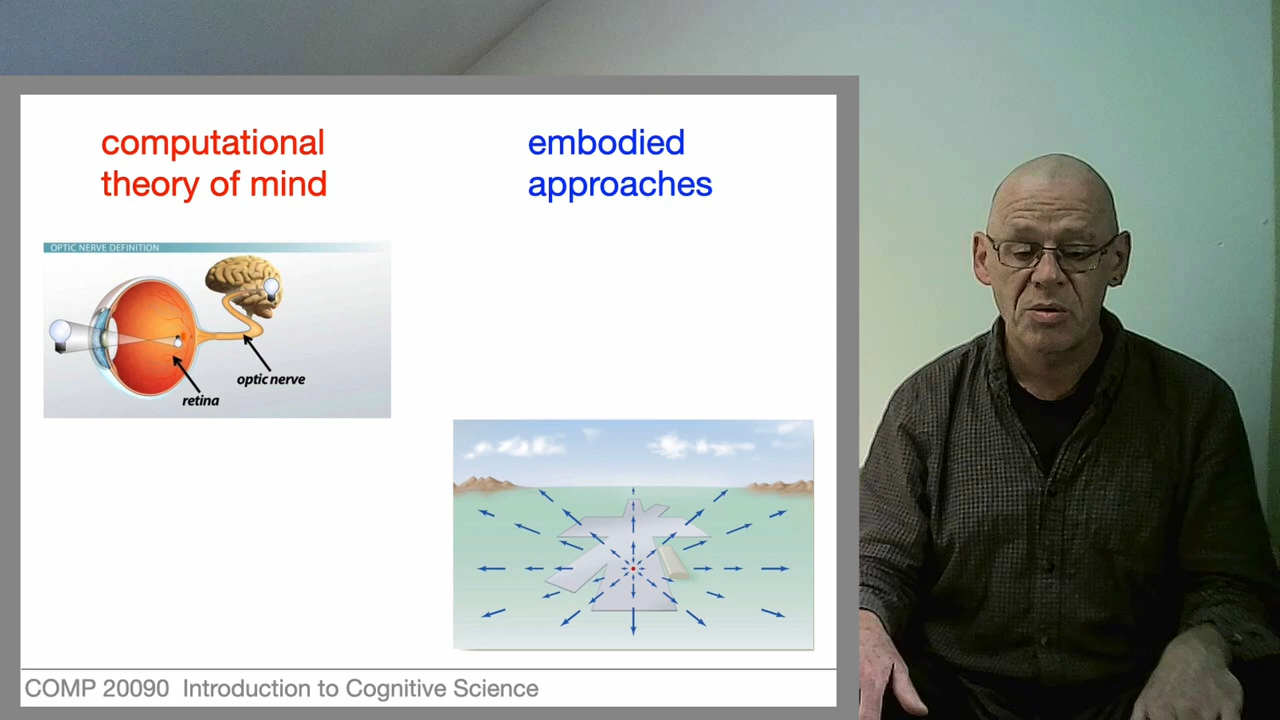 computational
theory of mind
embodied
approaches
OPTIC NERVE DEFINITION
optic nerve
retina
COMP 20090 Introduction to Cognitive Science